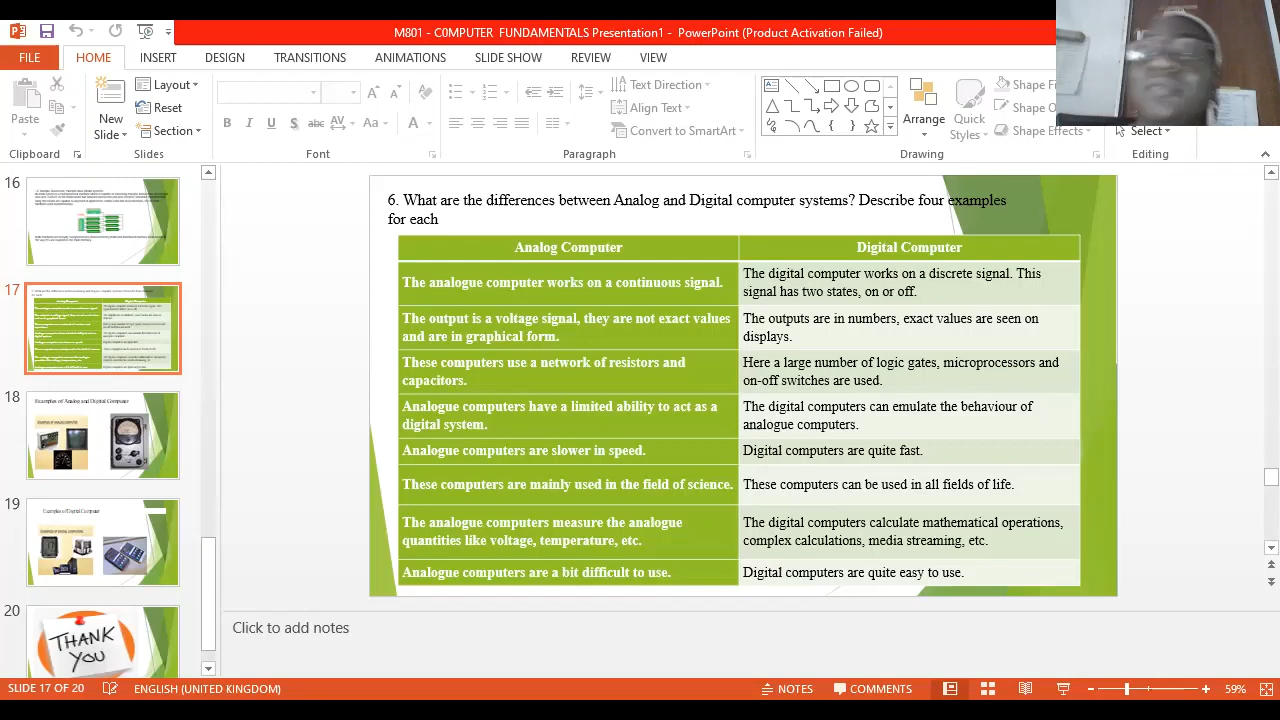 M801 - C0MPUTER FUNDAMENTALS Presentation1 - PowerPoint (Product Activation Failed)
FILE
HOME
INSERT
DESIGN
TRANSITIONS
ANIMATIONS
SLIDE SHOW
REVIEW
VIEW
Paste
New
Slide
Layout
Reset
Section
Text Direction
Align Text
Convert to SmartArt
Arrange
Quick
Styles
Shape
Shape
Shape Effects
Select
Clipboard
Slides
Font
Paragraph
Drawing
Editing
16
17
18
Examples of Analog and Digital Computer
19
Examples of Digital Computer
20
THANK
YOU
6. What are the differences between Analog and Digital computer systems? Describe four examples
for each
Analog Computer
Digital Computer
The analogue computer works on a continuous signal.
The digital computer works on a discrete signal. This
signal has two states, on or off.
The output is a voltage signal, they are not exact values
and are in graphical form.
The outputs are in numbers, exact values are seen on
displays.
These computers use a network of resistors and
capacitors.
Here a large number of logic gates, microprocessors and
on-off switches are used.
Analogue computers have a limited ability to act as a
digital system.
The digital computers can emulate the behaviour of
analogue computers.
Analogue computers are slower in speed.
Digital computers are quite fast.
These computers are mainly used in the field of science.
These computers can be used in all fields of life.
The analogue computers measure the analogue
quantities like voltage, temperature, etc.
The digital computers calculate mathematical operations,
complex calculations, media streaming, etc.
Analogue computers are a bit difficult to use.
Digital computers are quite easy to use.
Click to add notes
SLIDE 17 OF 20
ENGLISH (UNITED KINGDOM)
NOTES
COMMENTS
59%